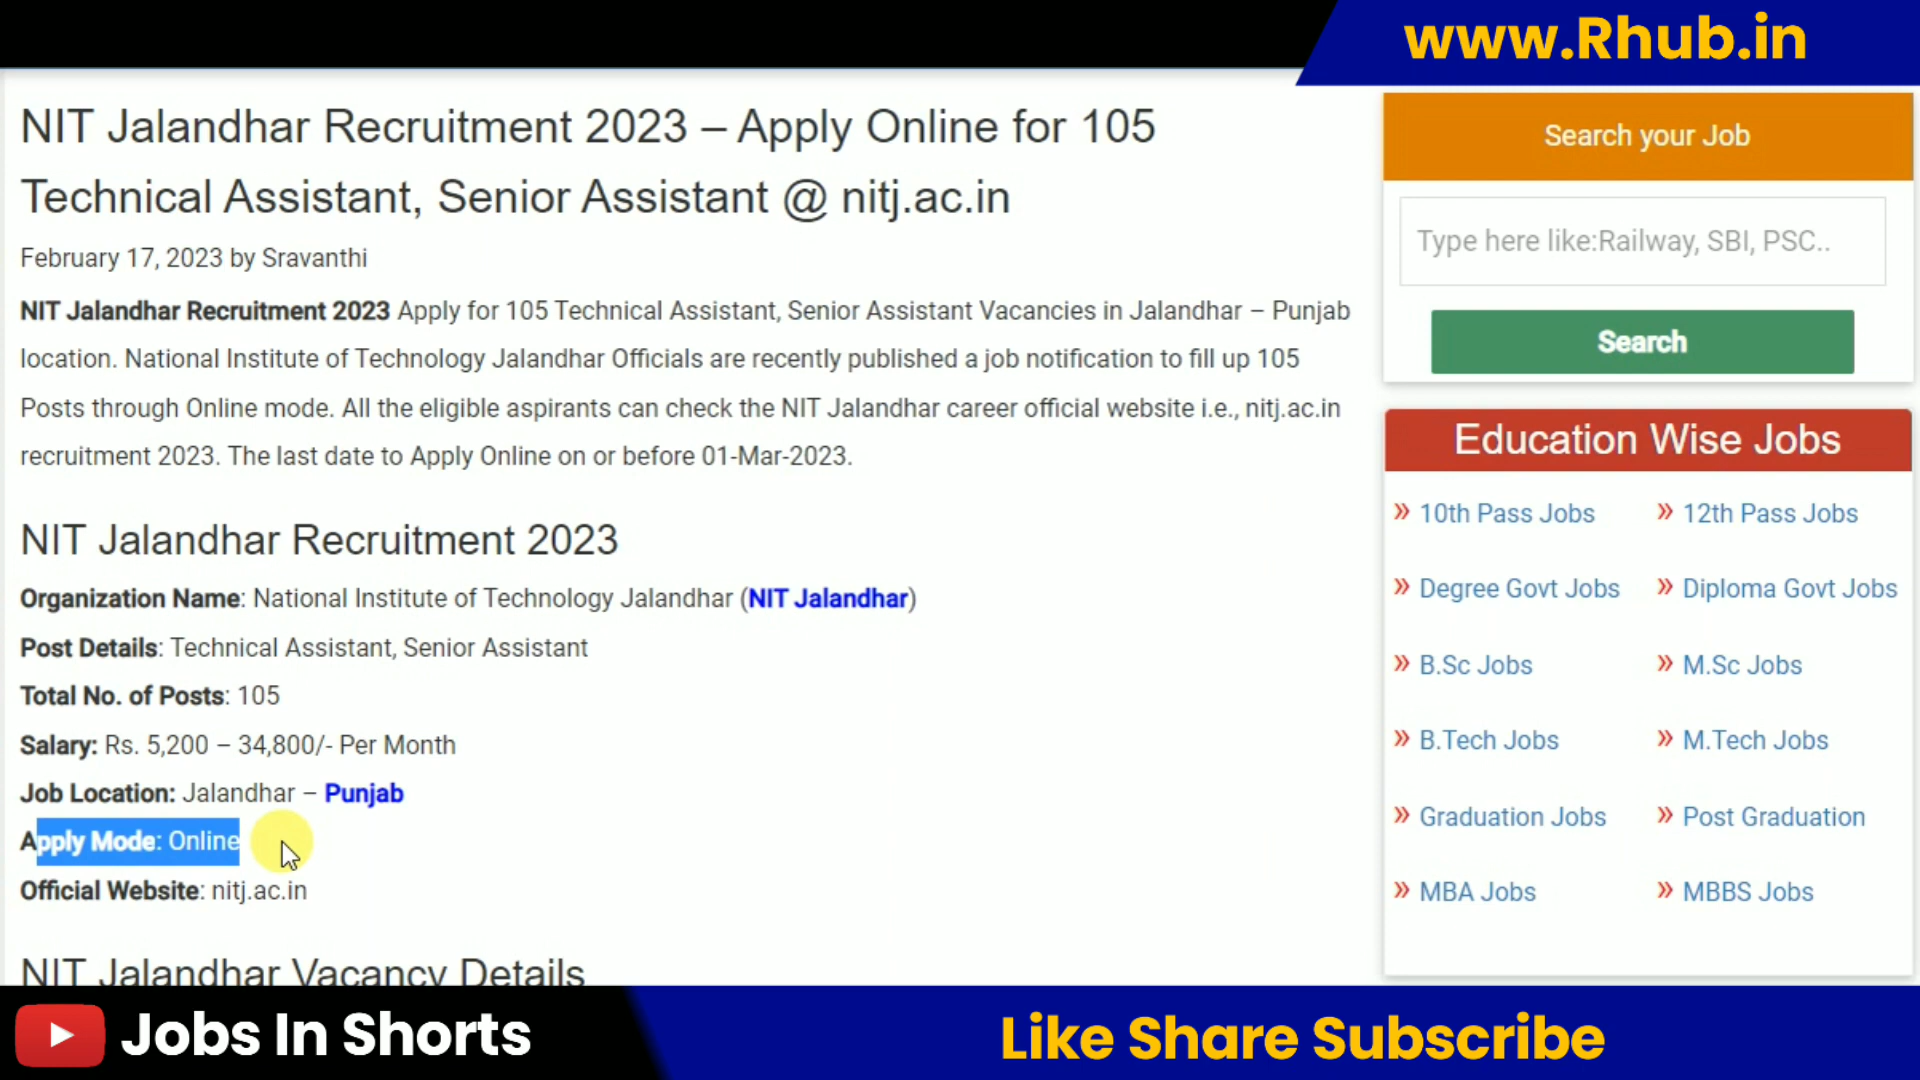 www.Rhub.in
NIT Jalandhar Recruitment 2023 – Apply Online for 105
Technical Assistant, Senior Assistant @ nitj.ac.in
February 17, 2023 by Sravanthi
NIT Jalandhar Recruitment 2023 Apply for 105 Technical Assistant, Senior Assistant Vacancies in Jalandhar – Punjab
location. National Institute of Technology Jalandhar Officials are recently published a job notification to fill up 105
Posts through Online mode. All the eligible aspirants can check the NIT Jalandhar career official website i.e., nitj.ac.in
recruitment 2023. The last date to Apply Online on or before 01-Mar-2023.
NIT Jalandhar Recruitment 2023
Organization Name: National Institute of Technology Jalandhar (NIT Jalandhar)
Post Details: Technical Assistant, Senior Assistant
Total No. of Posts: 105
Salary: Rs. 5,200 – 34,800/- Per Month
Job Location: Jalandhar – Punjab
Apply Mode: Online
Official Website: nitj.ac.in
NIT Jalandhar Vacancy Details
Search your Job
Type here like:Railway, SBI, PSC..
Search
Education Wise Jobs
» 10th Pass Jobs » 12th Pass Jobs
» Degree Govt Jobs » Diploma Govt Jobs
» B.Sc Jobs » M.Sc Jobs
» B.Tech Jobs » M.Tech Jobs
» Graduation Jobs » Post Graduation
» MBA Jobs » MBBS Jobs
Jobs In Shorts
Like Share Subscribe